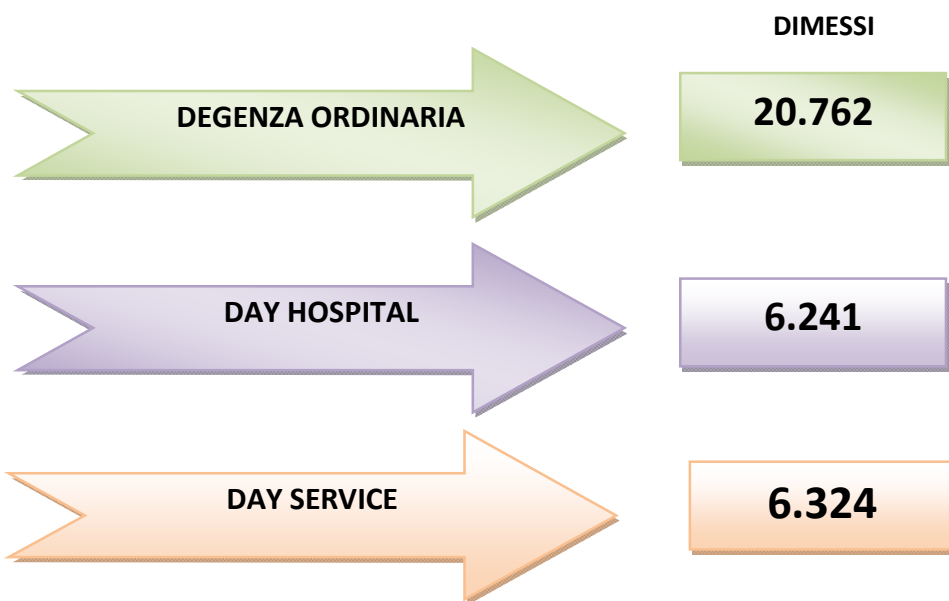 DIMESSI
DEGENZA ORDINARIA
20.762
DAY HOSPITAL
6.241
DAY SERVICE
6.324